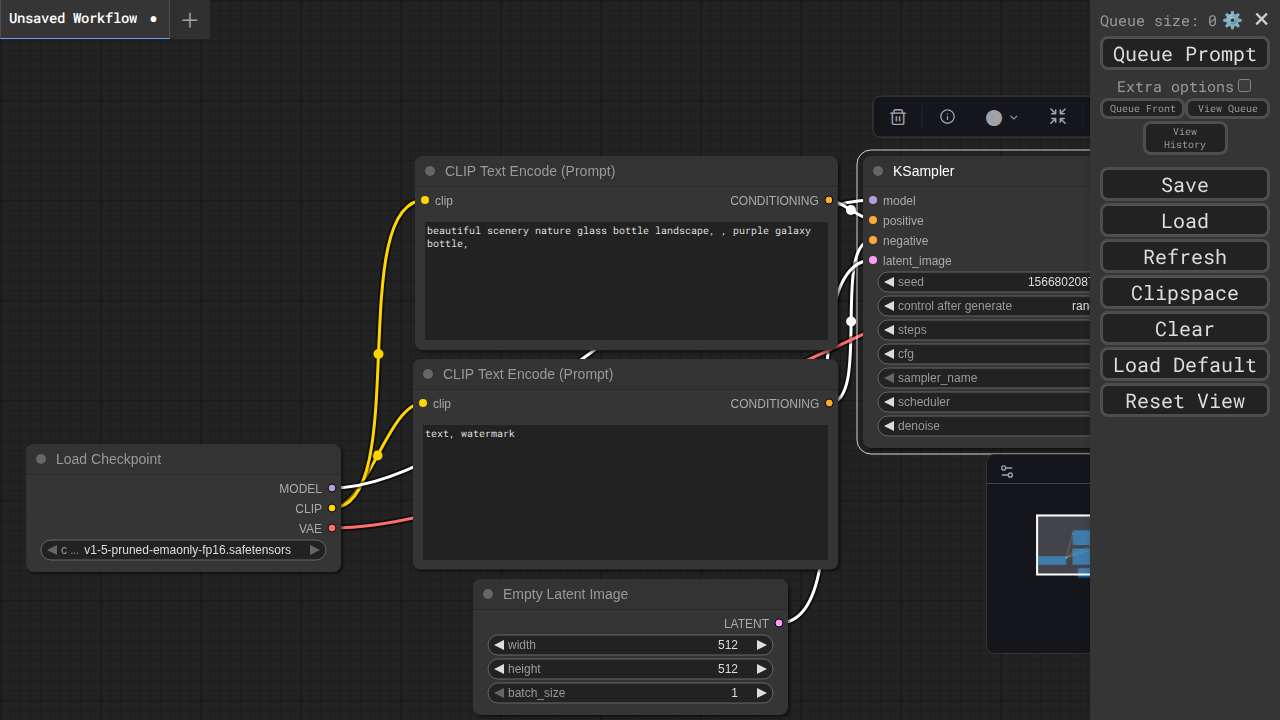 Unsaved Workflow
Queue size: 0
Queue Prompt
Extra options
Queue Front
View Queue
View
History
Save
Load
Refresh
Clipspace
Clear
Load Default
Reset View
CLIP Text Encode (Prompt)
clip
CONDITIONING
beautiful scenery nature glass bottle landscape, , purple galaxy
bottle,
CLIP Text Encode (Prompt)
clip
CONDITIONING
text, watermark
KSampler
model
positive
negative
latent_image
seed
1566802087
control after generate
ran
steps
cfg
sampler_name
scheduler
denoise
Load Checkpoint
MODEL
CLIP
VAE
c ... v1-5-pruned-emaonly-fp16.safetensors
Empty Latent Image
LATENT
width 512
height 512
batch_size 1